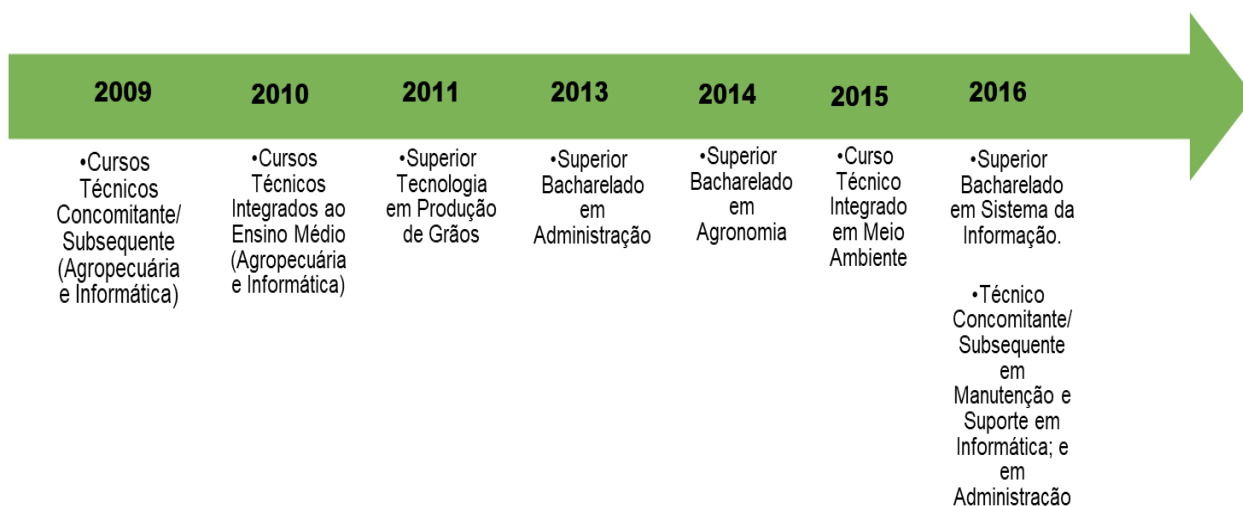 2009
•Cursos
Técnicos
Concomitante/
Subsequente
(Agropecuária
e Informática)
2010
•Cursos
Técnicos
Integrados ao
Ensino Médio
(Agropecuária
e Informática)
2011
•Superior
Tecnologia
em Produção
de Grãos
2013
•Superior
Bacharelado
em
Administração
2014
•Superior
Bacharelado
em
Agronomia
2015
•Curso
Técnico
Integrado
em Meio
Ambiente
2016
•Superior
Bacharelado
em Sistema da
Informação.
•Técnico
Concomitante/
Subsequente
em
Manutenção e
Suporte em
Informática; e
em
Administração